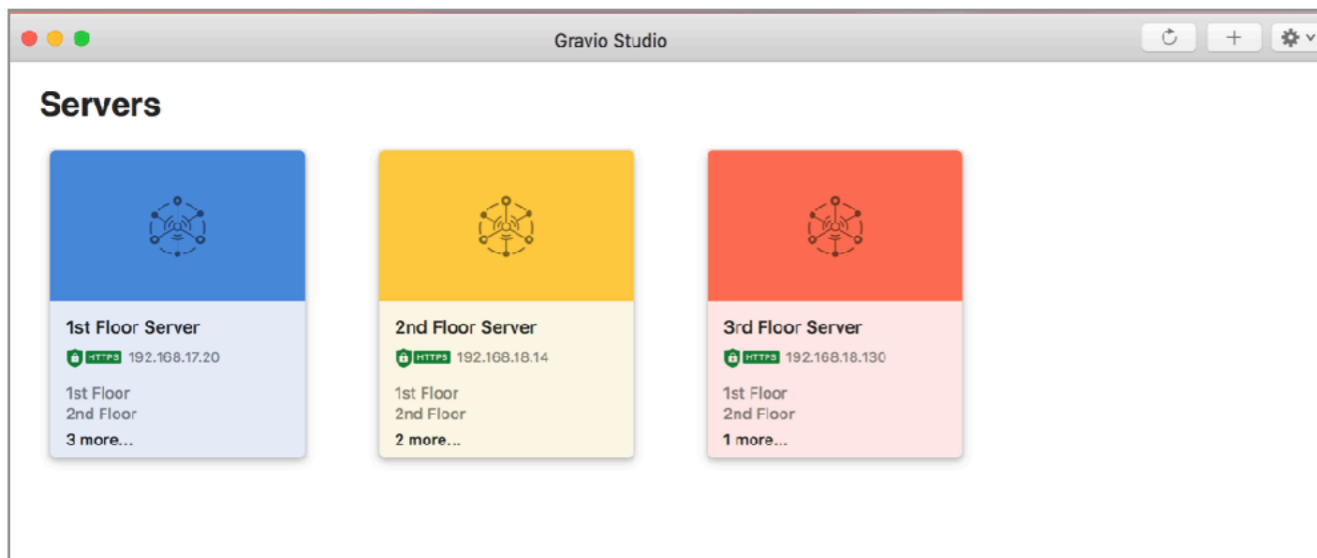 Gravio Studio
Servers
1st Floor Server
HTTPS 192.168.17.20
1st Floor
2nd Floor
3 more...
2nd Floor Server
HTTPS 192.168.18.14
1st Floor
2nd Floor
2 more...
3rd Floor Server
HTTPS 192.168.18.130
1st Floor
2nd Floor
1 more...